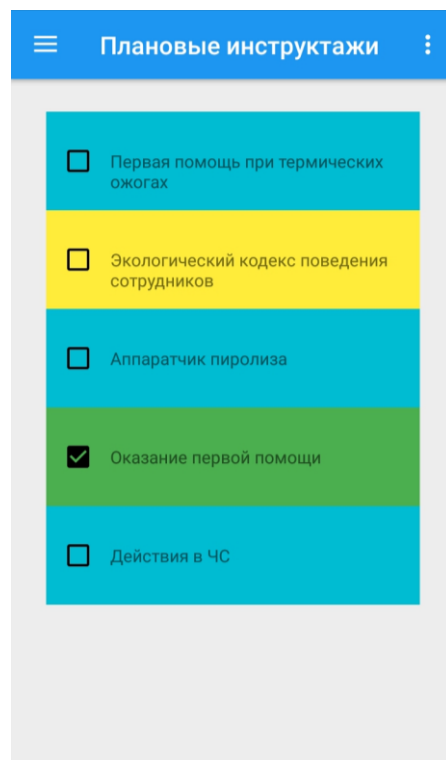 Плановые инструктажи
Первая помощь при термических
ожогах
Экологический кодекс поведения
сотрудников
Аппаратчик пиролиза
Оказание первой помощи
Действия в ЧС